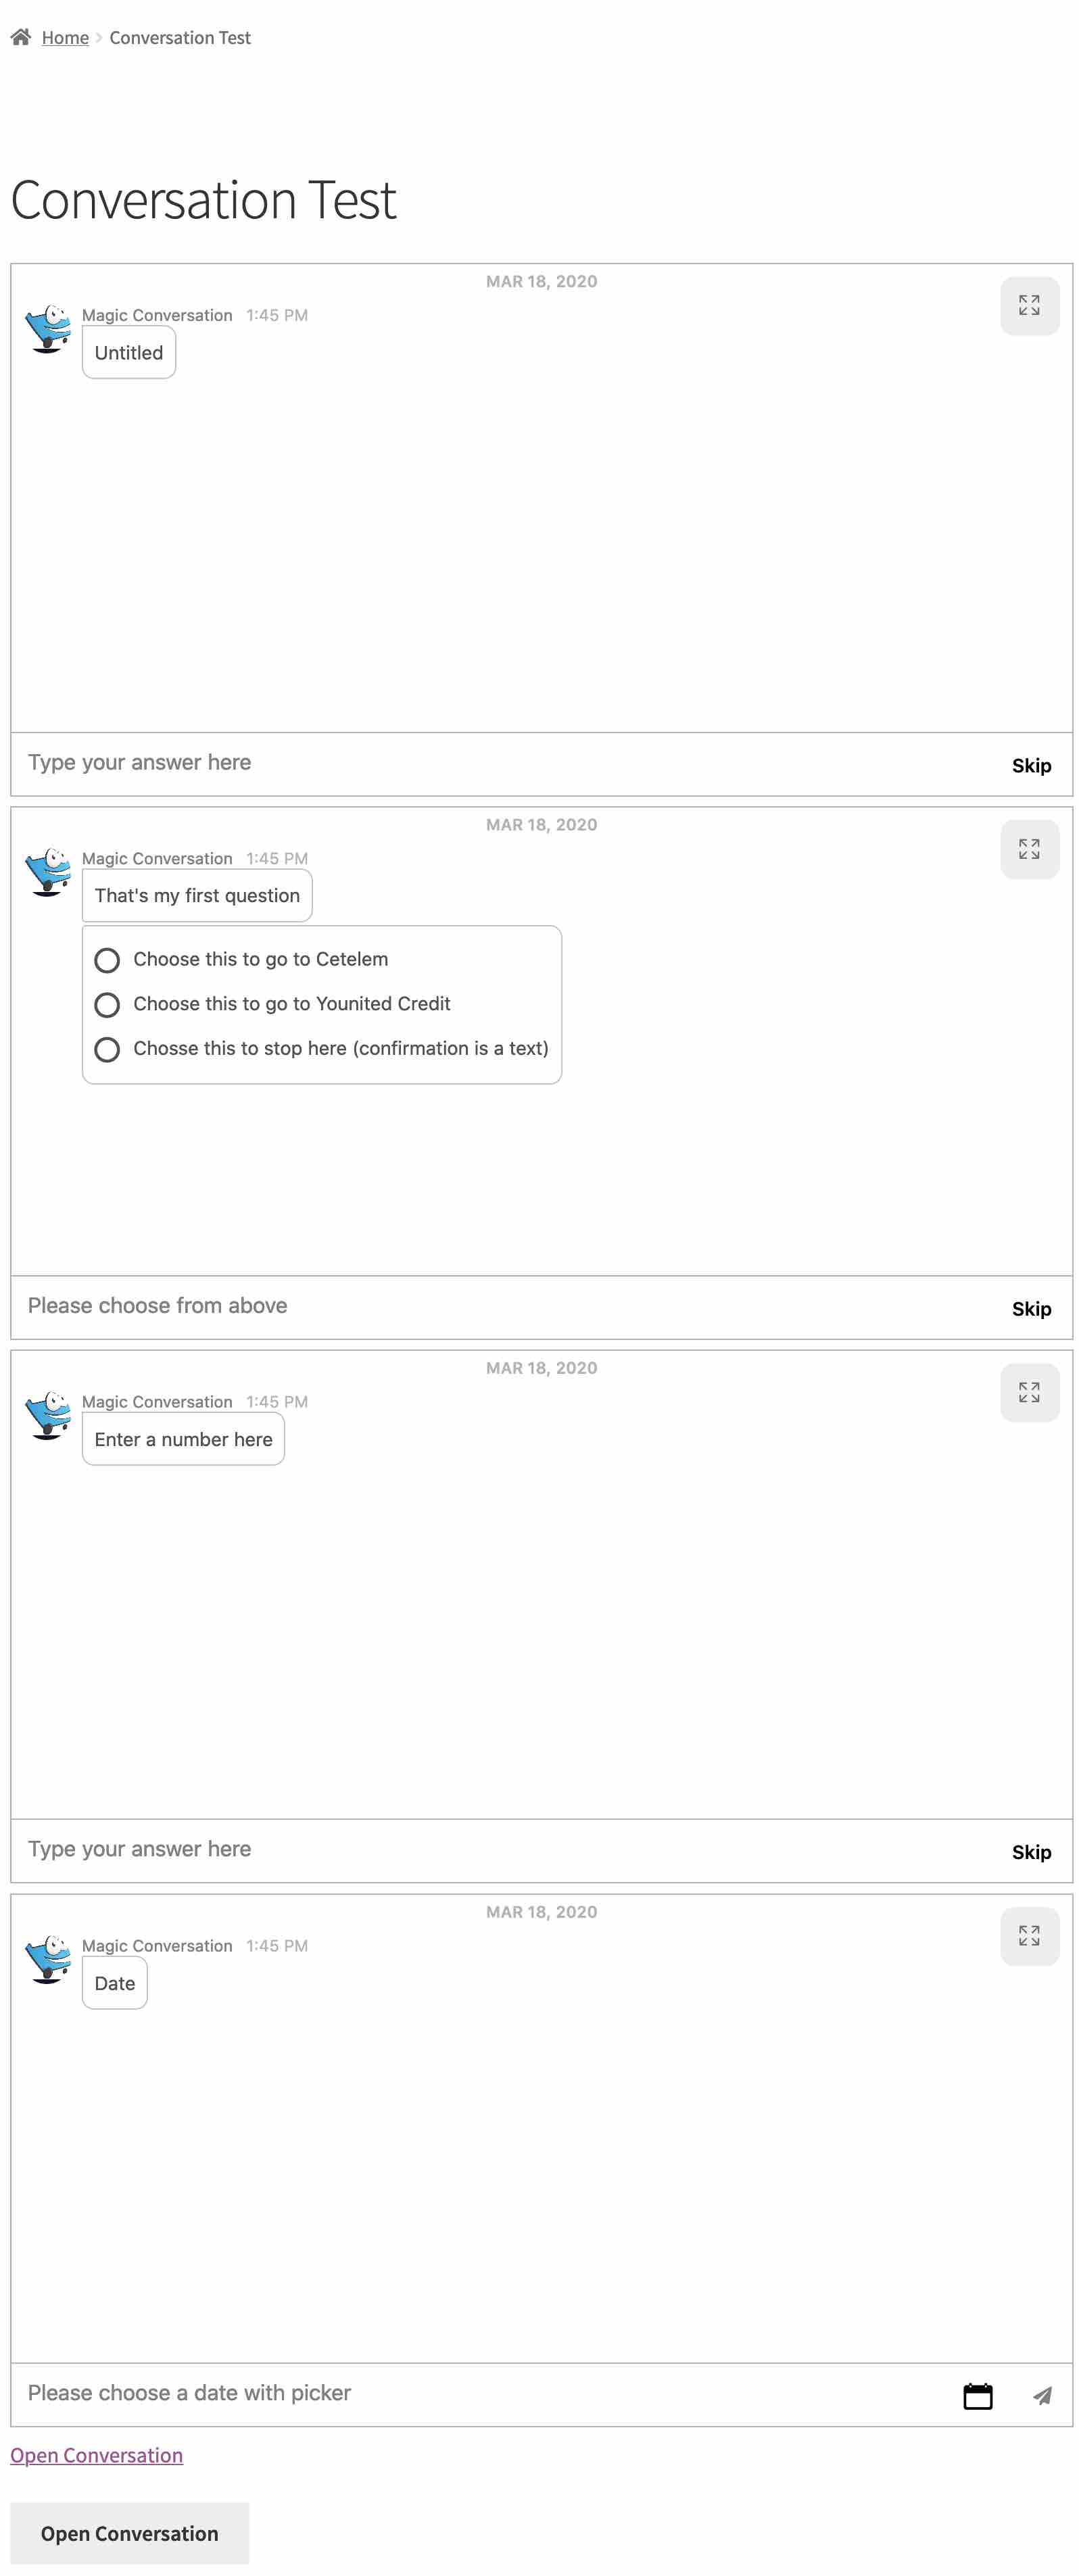 Home > Conversation Test
Conversation Test
MAR 18, 2020
Magic Conversation 1:45 PM
Untitled
Type your answer here Skip
MAR 18, 2020
Magic Conversation 1:45 PM
That's my first question
Choose this to go to Cetelem
Choose this to go to Younited Credit
Chosse this to stop here (confirmation is a text)
Please choose from above Skip
MAR 18, 2020
Magic Conversation 1:45 PM
Enter a number here
Type your answer here Skip
MAR 18, 2020
Magic Conversation 1:45 PM
Date
Please choose a date with picker
Open Conversation
Open Conversation